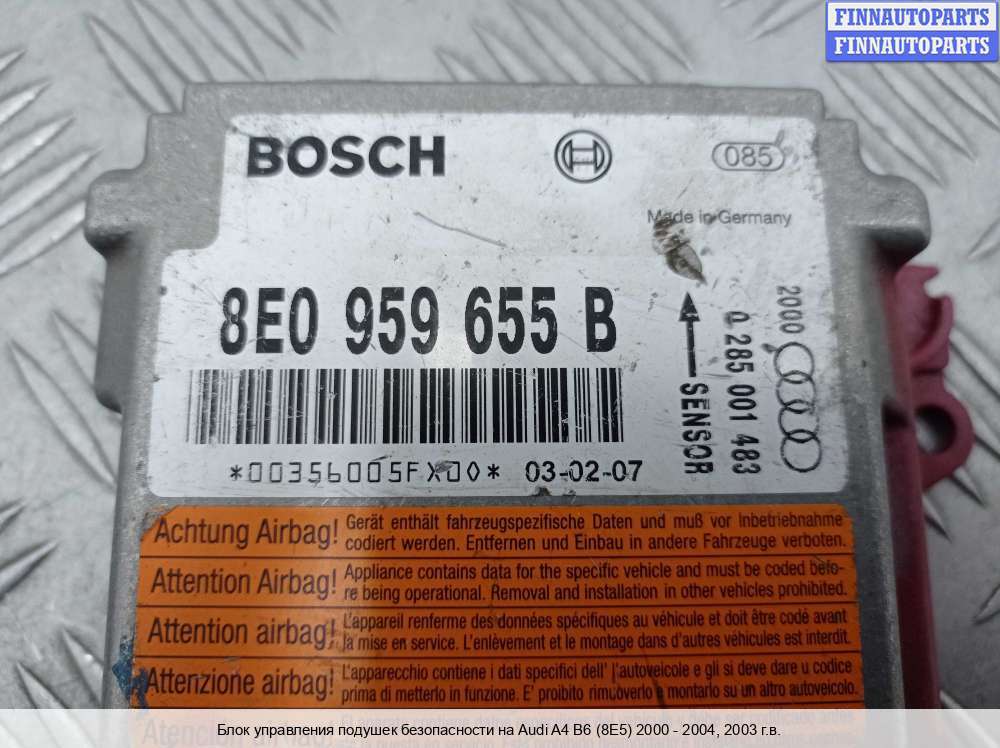 FINNAUTOPARTS
FINNAUTOPARTS
BOSCH
085
Made in Germany
8E0 959 655 B
SENSOR
0 285 001 483
2000
*00356005FX00* 03-02-07
Achtung Airbag! Gerät enthält fahrzeugspezifische Daten und muß vor Inbetriebnahme
codiert werden. Entfernen und Einbau in andere Fahrzeuge verboten.
Attention Airbag! Appliance contains data for the specific vehicle and must be coded befo-
re being operational. Removal and installation in other vehicles prohibited.
Attention airbag! L'appareil renferme des données spécifiques au véhicule et doit être codé avant
la mise en service. L'enlèvement et le montage dans d'autres véhicules est interdit.
Attenzione airbag! L'apparecchio contiene i dati specifici dell' l'autoveicole e gli si deve dare u codice
prima di metterlo in funzione. E' proibito rimuoverlo e montarlo su un altro autoveicolo.
Блок управления подушек безопасности на Audi A4 B6 (8E5) 2000 - 2004, 2003 г.в.